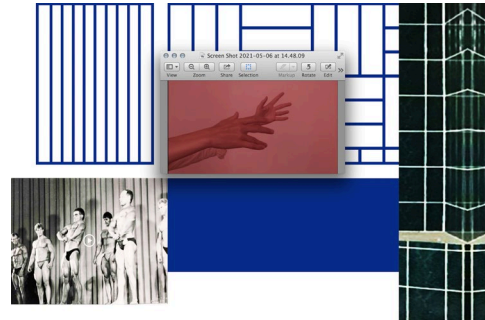 Screen Shot 2021-05-06 at 14.48.09
View Zoom Share Selection Markup Rotate Edit